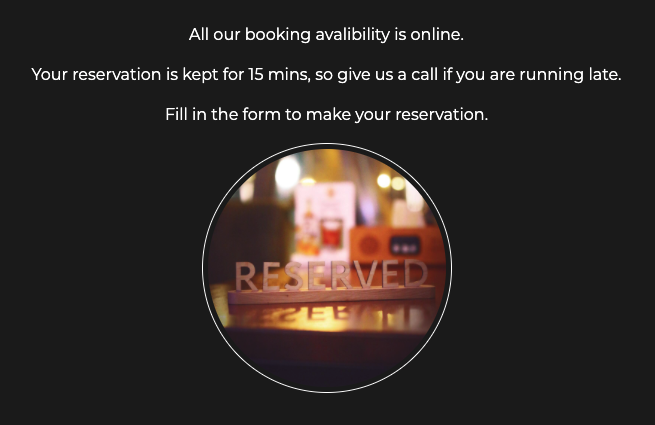 All our booking avalibility is online.
Your reservation is kept for 15 mins, so give us a call if you are running late.
Fill in the form to make your reservation.
RESERVED